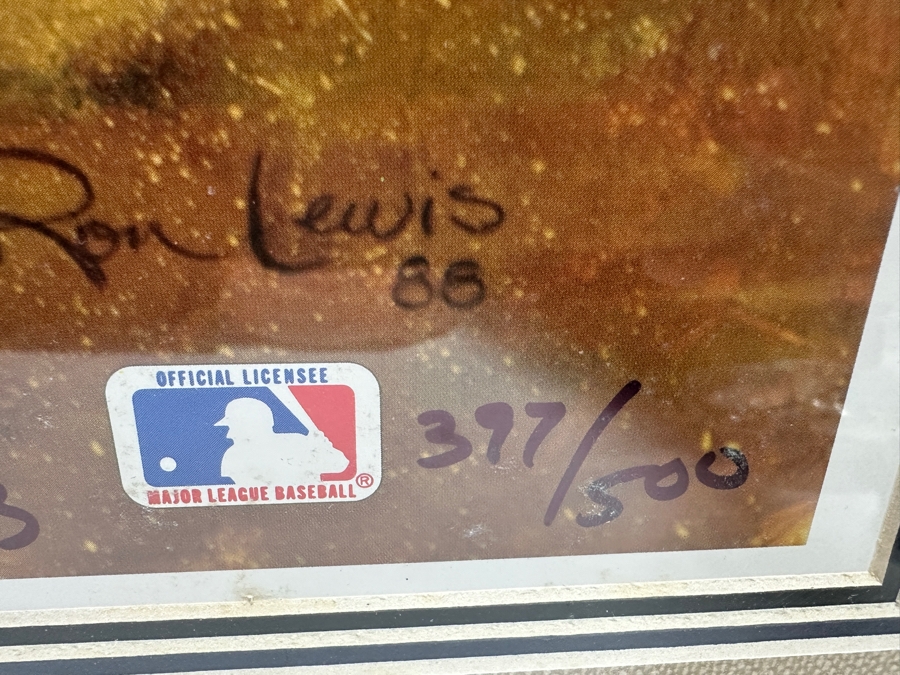 Ron Lewis
88
OFFICIAL LICENSEE
MAJOR LEAGUE BASEBALL®
397/500